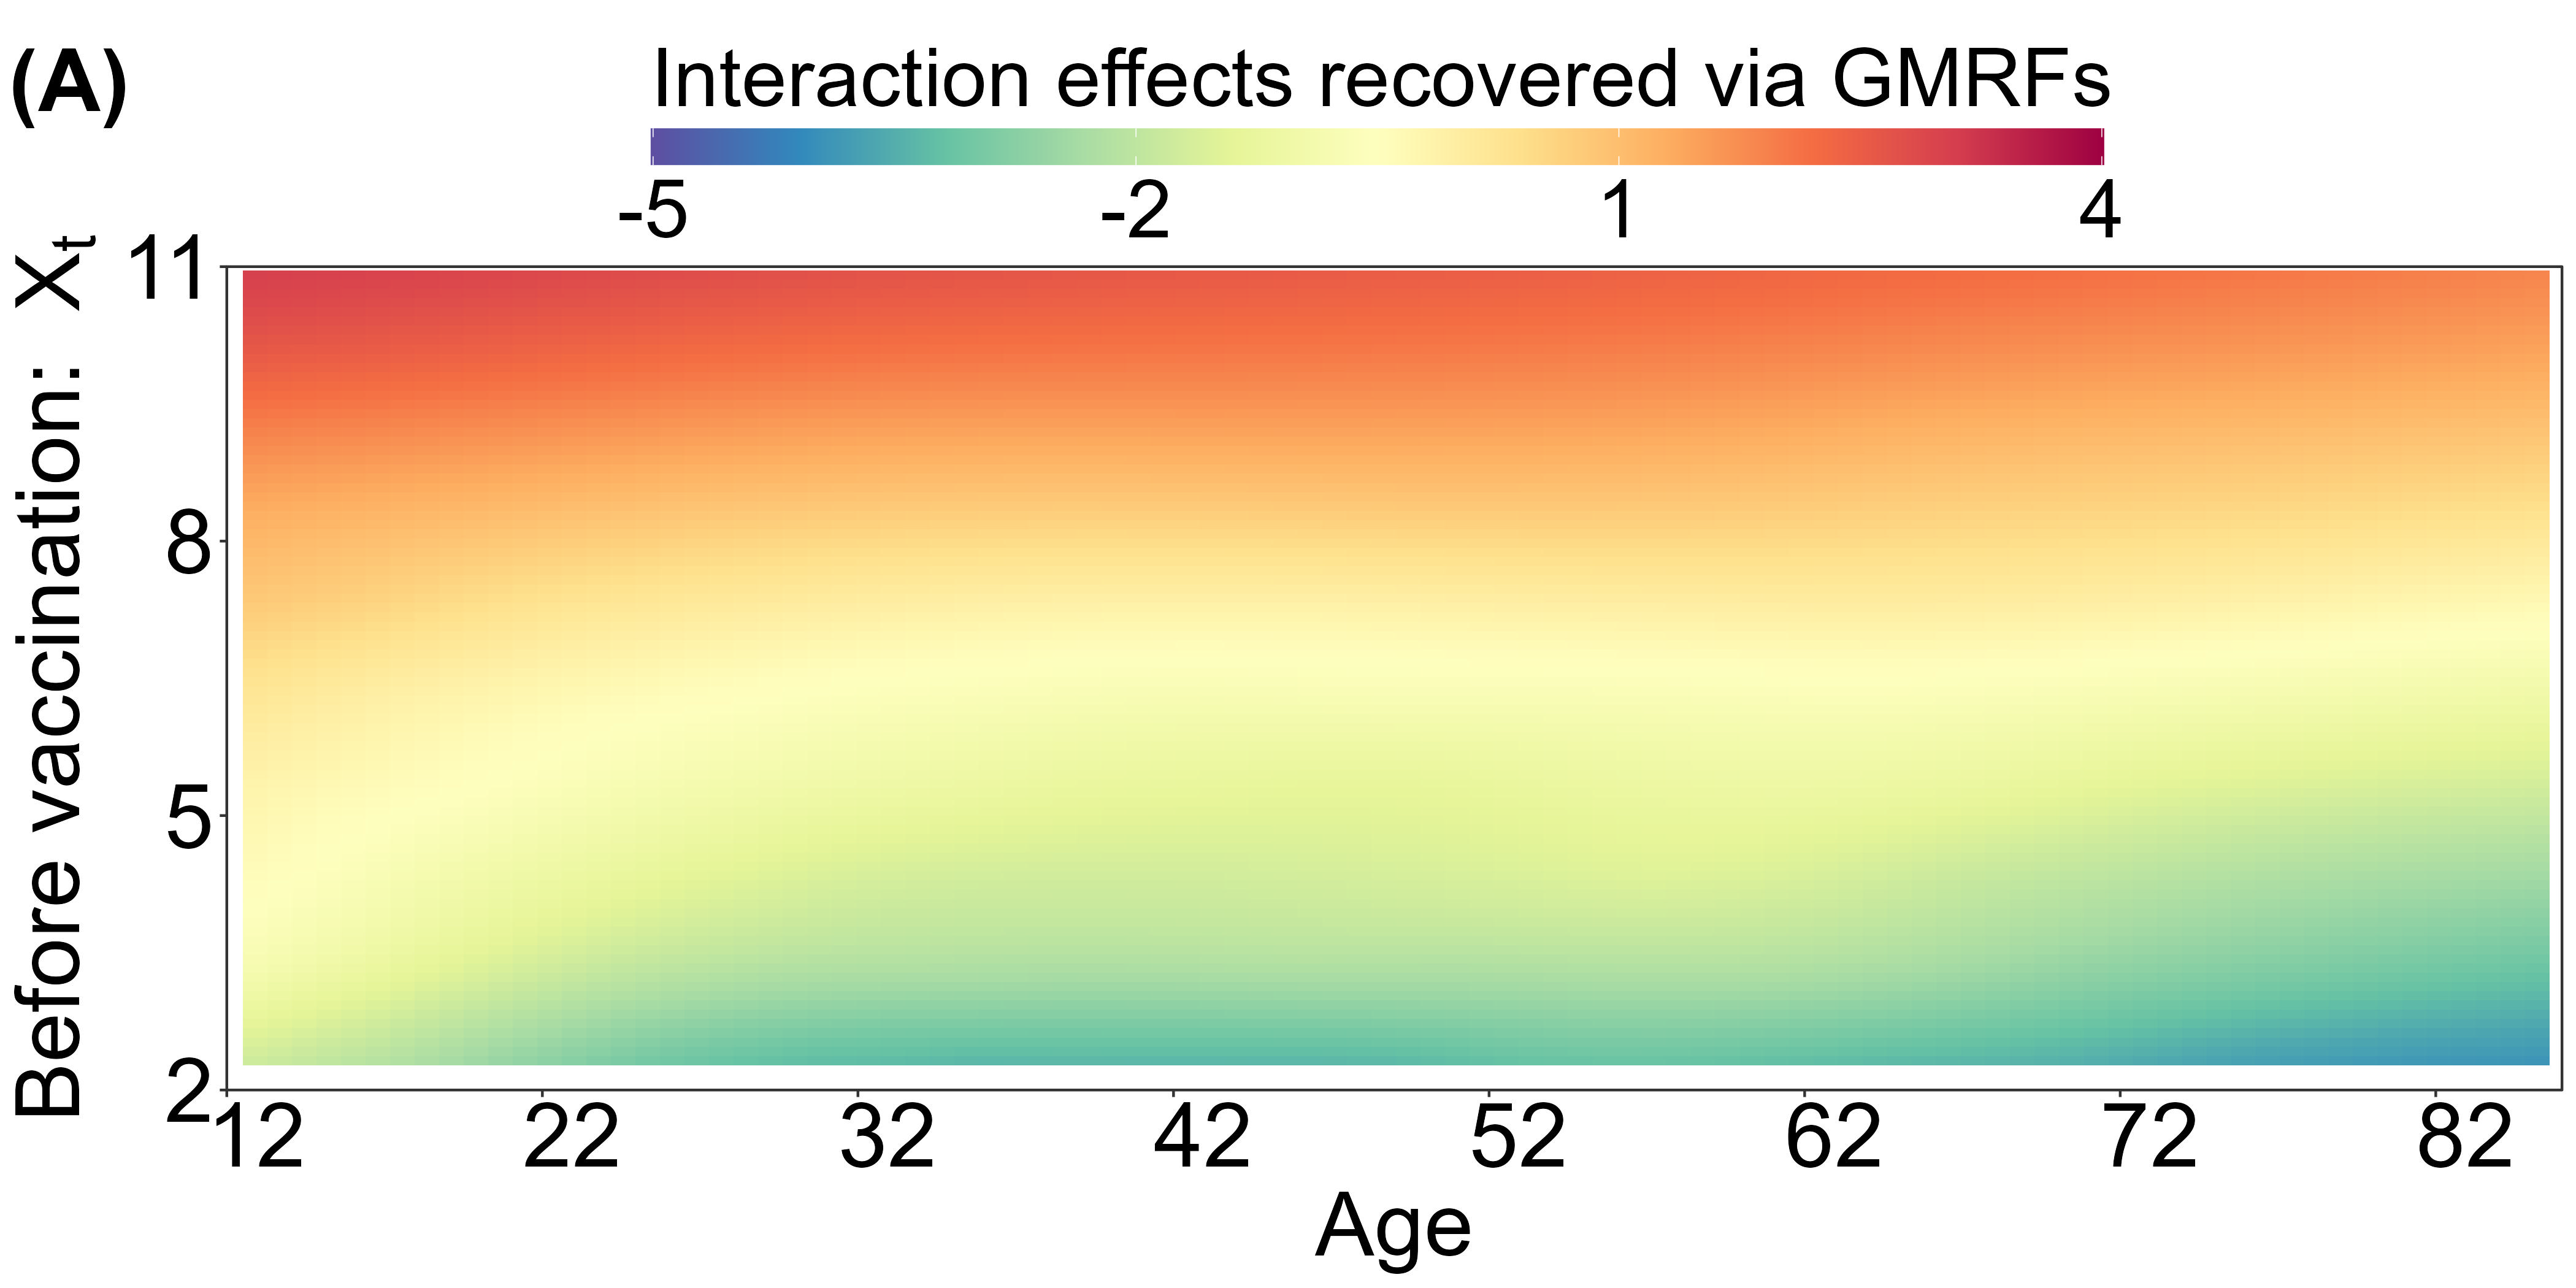 (A)
Interaction effects recovered via GMRFs
-5 -2 1 4
Before vaccination: Xt
11
8
5
2
12 22 32 42 52 62 72 82
Age